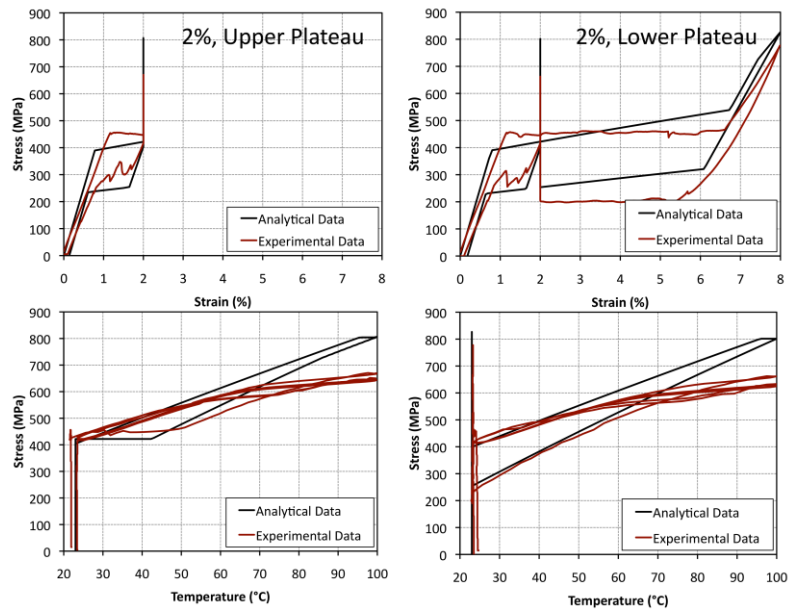 2%, Upper Plateau
Stress (MPa)
900
800
700
600
500
400
300
200
100
0
Analytical Data
Experimental Data
0 1 2 3 4 5 6 7 8
Strain (%)
2%, Lower Plateau
Stress (MPa)
900
800
700
600
500
400
300
200
100
0
Analytical Data
Experimental Data
0 1 2 3 4 5 6 7 8
Strain (%)
Stress (MPa)
900
800
700
600
500
400
300
200
100
0
Analytical Data
Experimental Data
20 30 40 50 60 70 80 90 100
Temperature (°C)
Stress (MPa)
900
800
700
600
500
400
300
200
100
0
Analytical Data
Experimental Data
20 30 40 50 60 70 80 90 100
Temperature (°C)